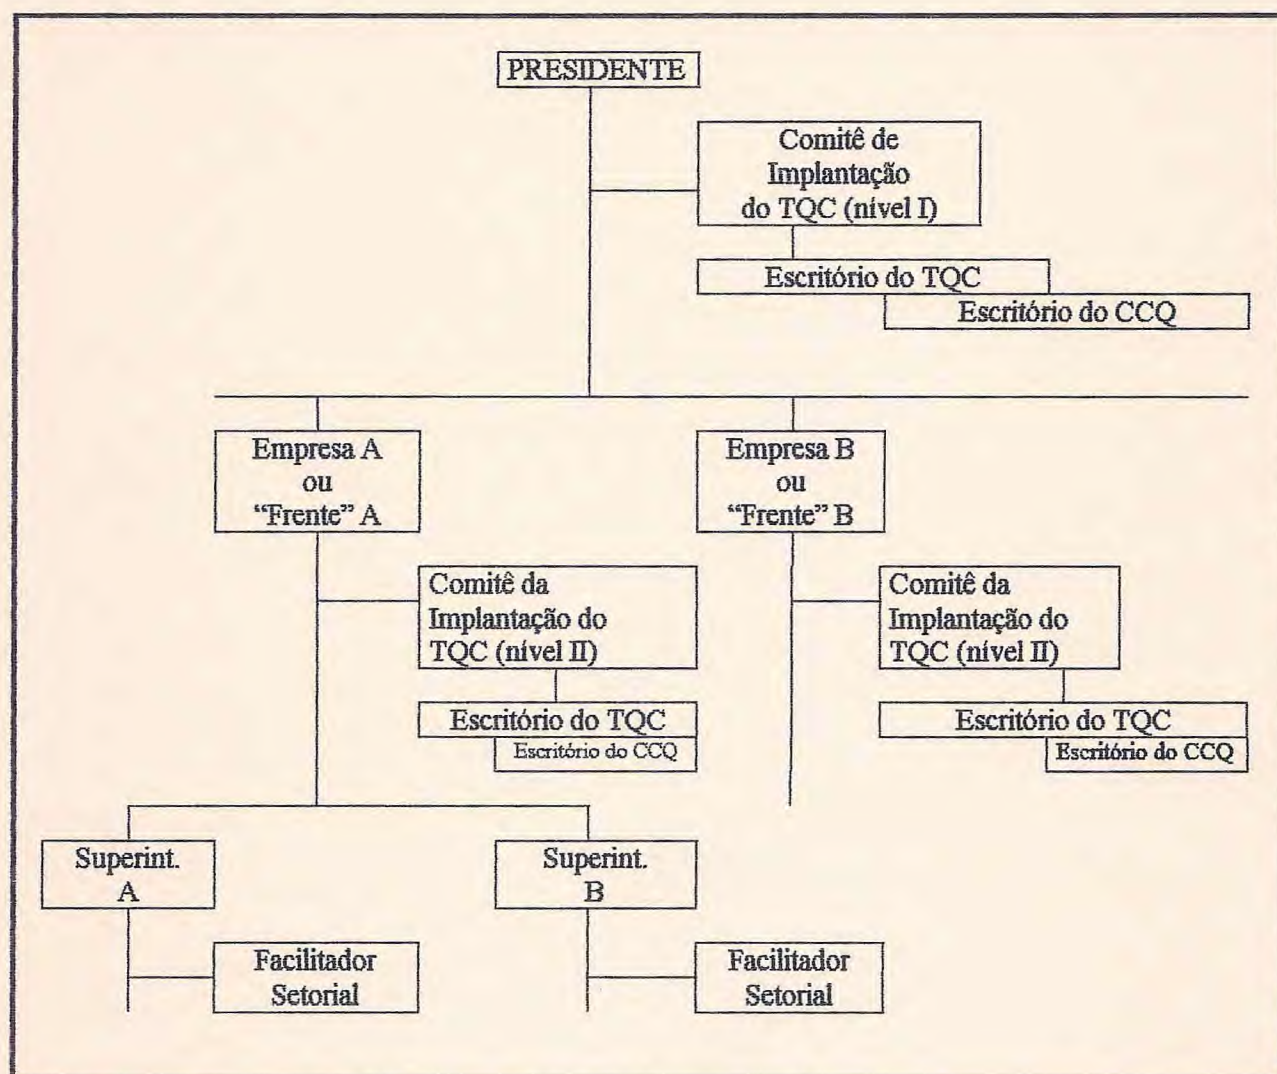 PRESIDENTE
Comitê de
Implantação
do TQC (nível I)
Escritório do TQC
Escritório do CCQ
Empresa A
ou
“Frente” A
Empresa B
ou
“Frente” B
Comitê da
Implantação do
TQC (nível II)
Escritório do TQC
Escritório do CCQ
Comitê da
Implantação do
TQC (nível II)
Escritório do TQC
Escritório do CCQ
Superint.
A
Superint.
B
Facilitador
Setorial
Facilitador
Setorial